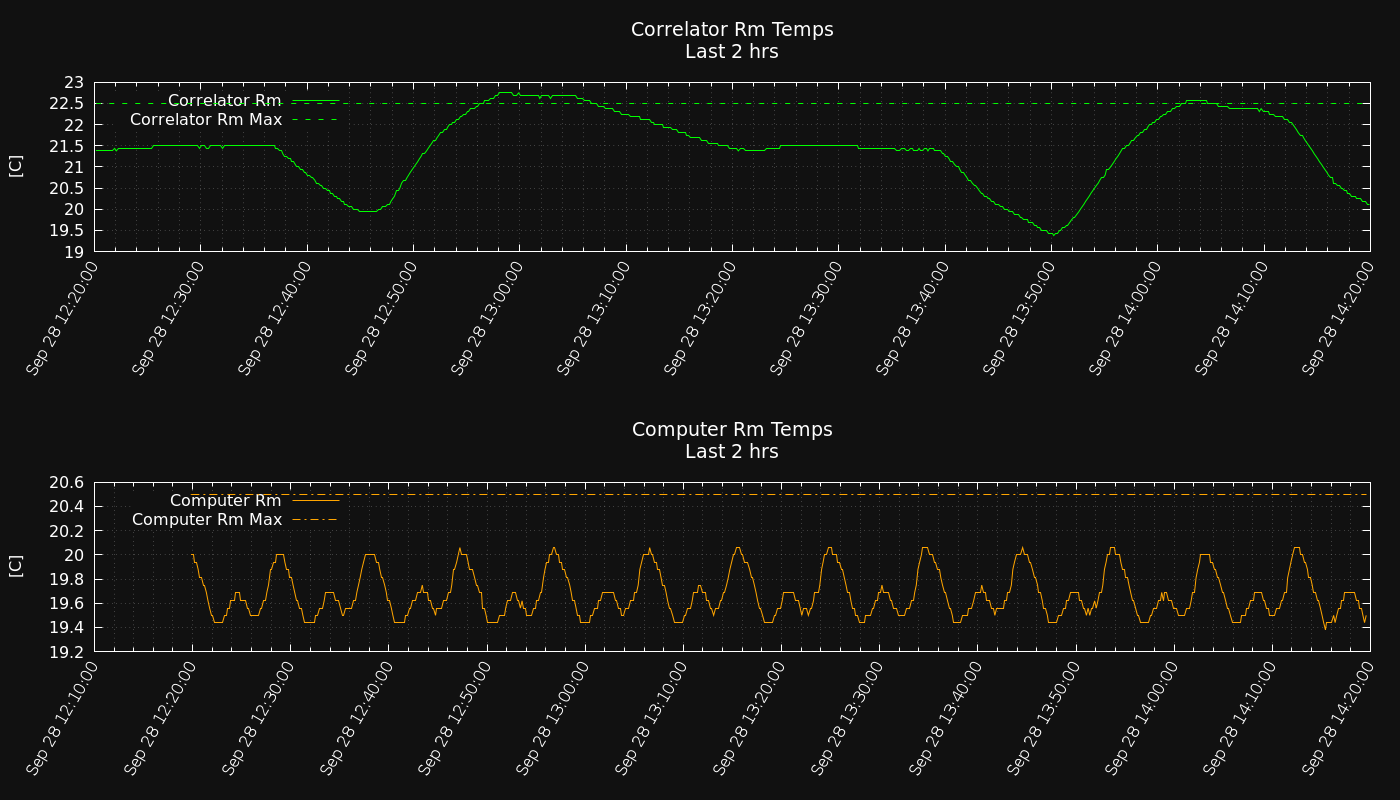 Correlator Rm Temps
Last 2 hrs
23
22.5
22
21.5
21
20.5
20
19.5
19
[C]
Correlator Rm
Correlator Rm Max
Sep 28 12:20:00
Sep 28 12:30:00
Sep 28 12:40:00
Sep 28 12:50:00
Sep 28 13:00:00
Sep 28 13:10:00
Sep 28 13:20:00
Sep 28 13:30:00
Sep 28 13:40:00
Sep 28 13:50:00
Sep 28 14:00:00
Sep 28 14:10:00
Sep 28 14:20:00
Computer Rm Temps
Last 2 hrs
20.6
20.4
20.2
20
19.8
19.6
19.4
19.2
[C]
Computer Rm
Computer Rm Max
Sep 28 12:10:00
Sep 28 12:20:00
Sep 28 12:30:00
Sep 28 12:40:00
Sep 28 12:50:00
Sep 28 13:00:00
Sep 28 13:10:00
Sep 28 13:20:00
Sep 28 13:30:00
Sep 28 13:40:00
Sep 28 13:50:00
Sep 28 14:00:00
Sep 28 14:10:00
Sep 28 14:20:00